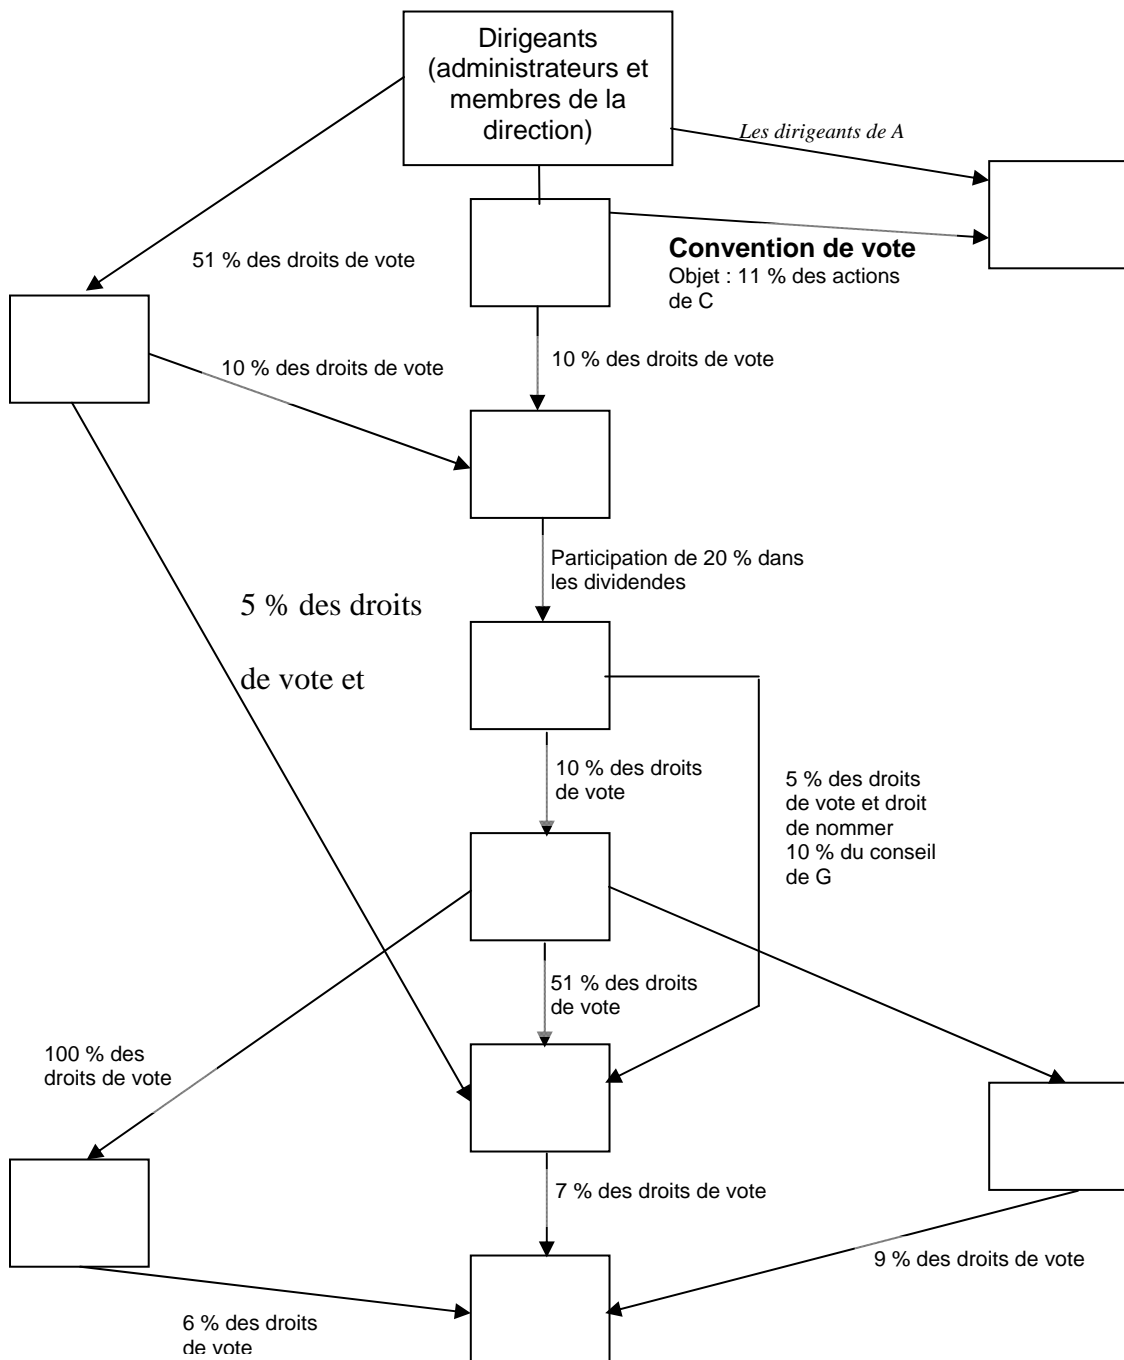 Dirigeants
(administrateurs et
membres de la
direction)
Les dirigeants de A
51 % des droits de vote
Convention de vote
Objet : 11 % des actions
de C
10 % des droits de vote
10 % des droits de vote
Participation de 20 % dans
les dividendes
5 % des droits
de vote et
10 % des droits
de vote
5 % des droits
de vote et droit
de nommer
10 % du conseil
de G
51 % des droits
de vote
100 % des
droits de vote
7 % des droits de vote
9 % des droits de vote
6 % des droits
de vote